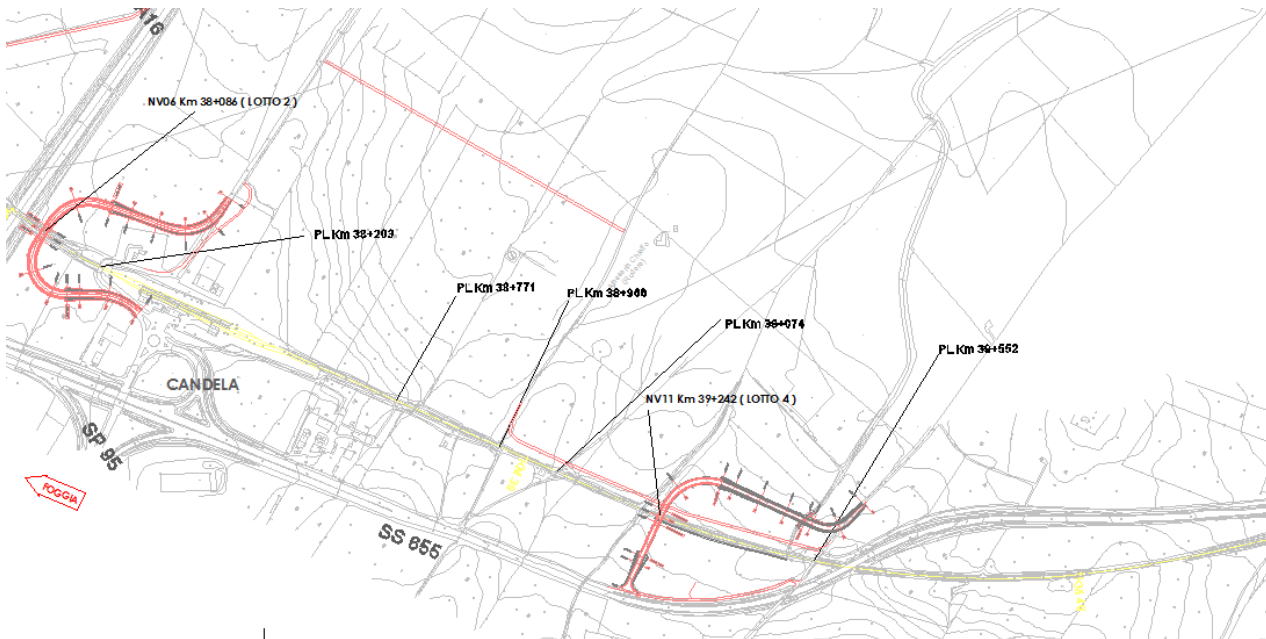 A16
NV06 Km 38+086 ( LOTTO 2 )
PL Km 38+203
PL Km 38+771
PL Km 38+960
PL Km 39+074
PL Km 39+552
NV11 Km 39+242 ( LOTTO 4 )
CANDELA
SP 95
FOGGIA
SS 655